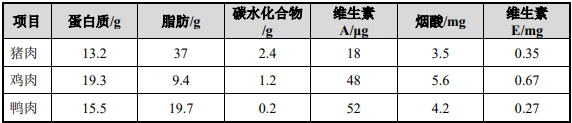 项目 蛋白质/g 脂肪/g 碳水化合物/g 维生素A/μg 烟酸/mg 维生素E/mg
猪肉 13.2 37 2.4 18 3.5 0.35
鸡肉 19.3 9.4 1.2 48 5.6 0.67
鸭肉 15.5 19.7 0.2 52 4.2 0.27